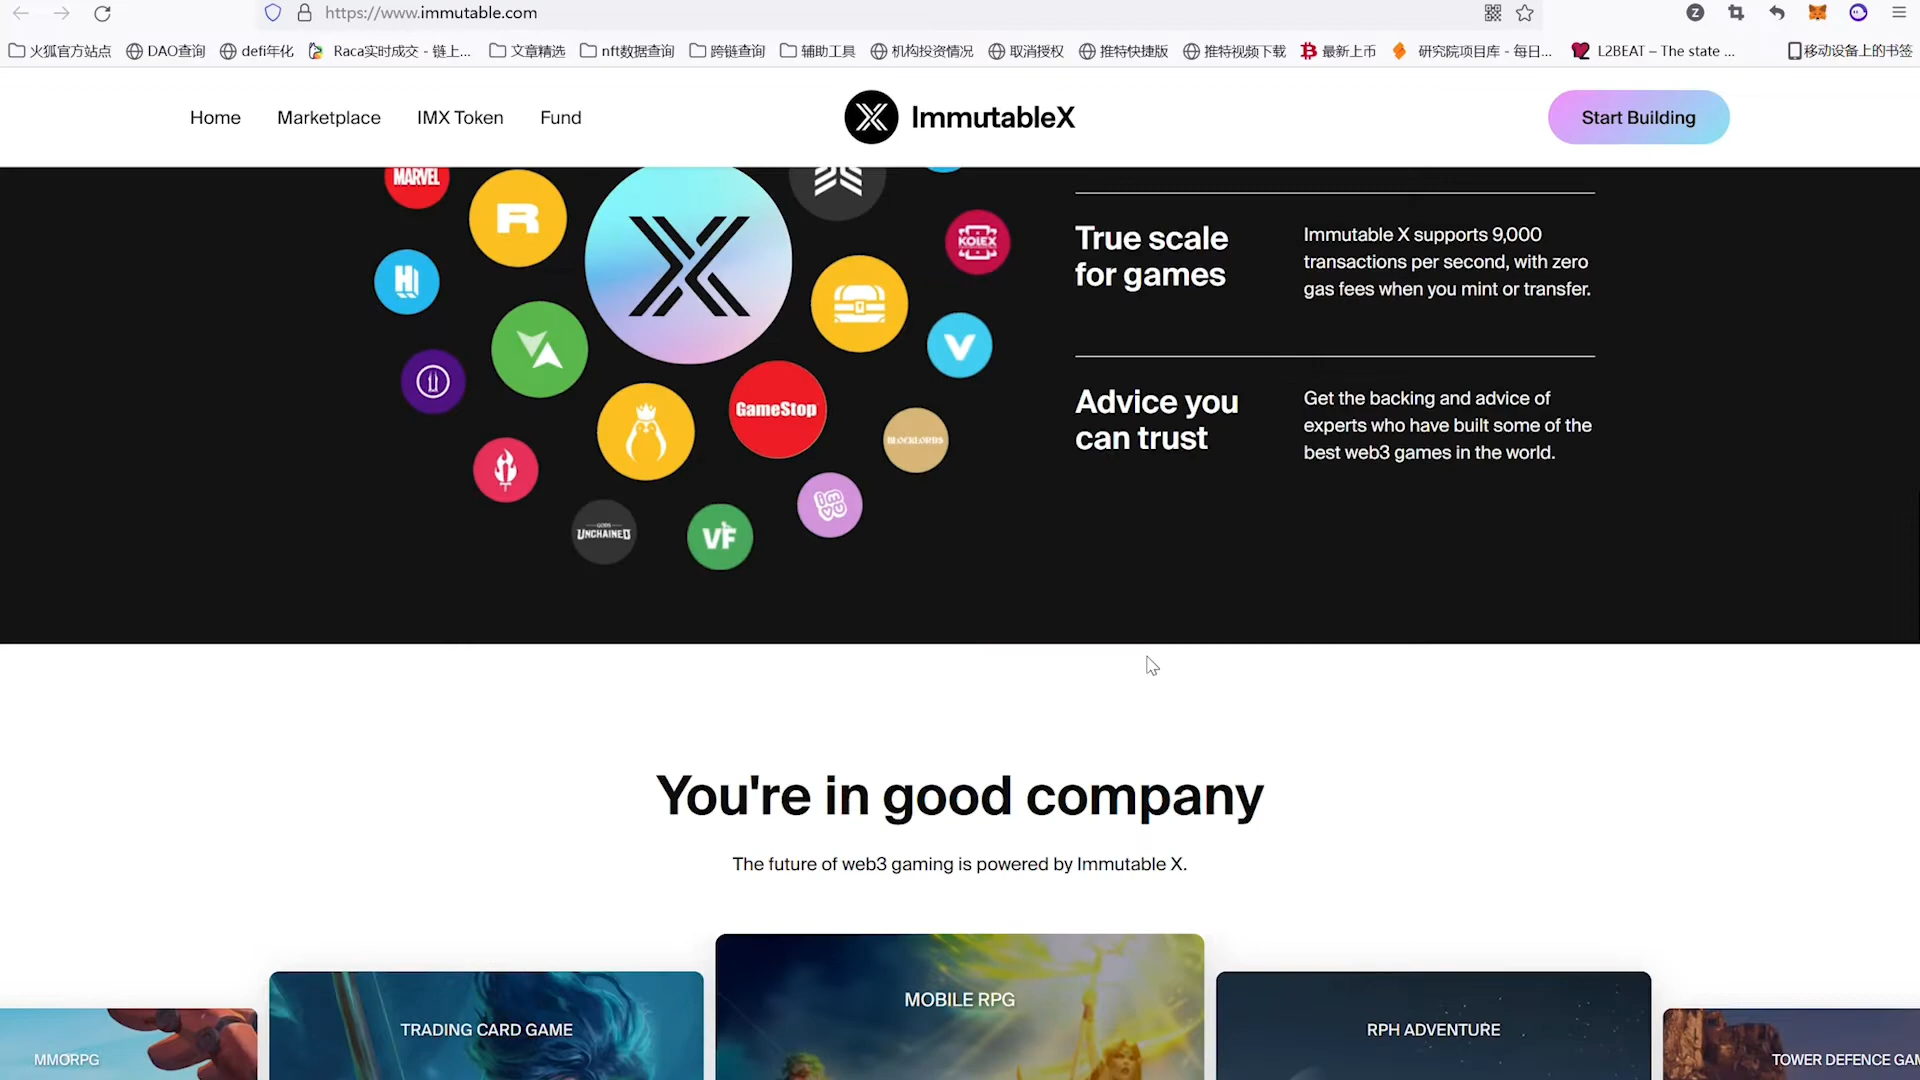 https://www.immutable.com
火狐官方站点 DAO查询 defi年化 Raca实时成交 - 链上... 文章精选 nft数据查询 跨链查询 辅助工具 机构投资情况 取消授权 推特快捷版 推特视频下载 最新上币 研究院项目库 - 每日... L2BEAT – The state ... 移动设备上的书签
Home Marketplace IMX Token Fund ImmutableX Start Building
MARVEL
R
KOLEX
H
V
GameStop
BLOCKLORDS
imvu
GODS
UNCHAINED
VF
True scale
for games
Immutable X supports 9,000
transactions per second, with zero
gas fees when you mint or transfer.
Advice you
can trust
Get the backing and advice of
experts who have built some of the
best web3 games in the world.
You're in good company
The future of web3 gaming is powered by Immutable X.
MMORPG
TRADING CARD GAME
MOBILE RPG
RPH ADVENTURE
TOWER DEFENCE GAM